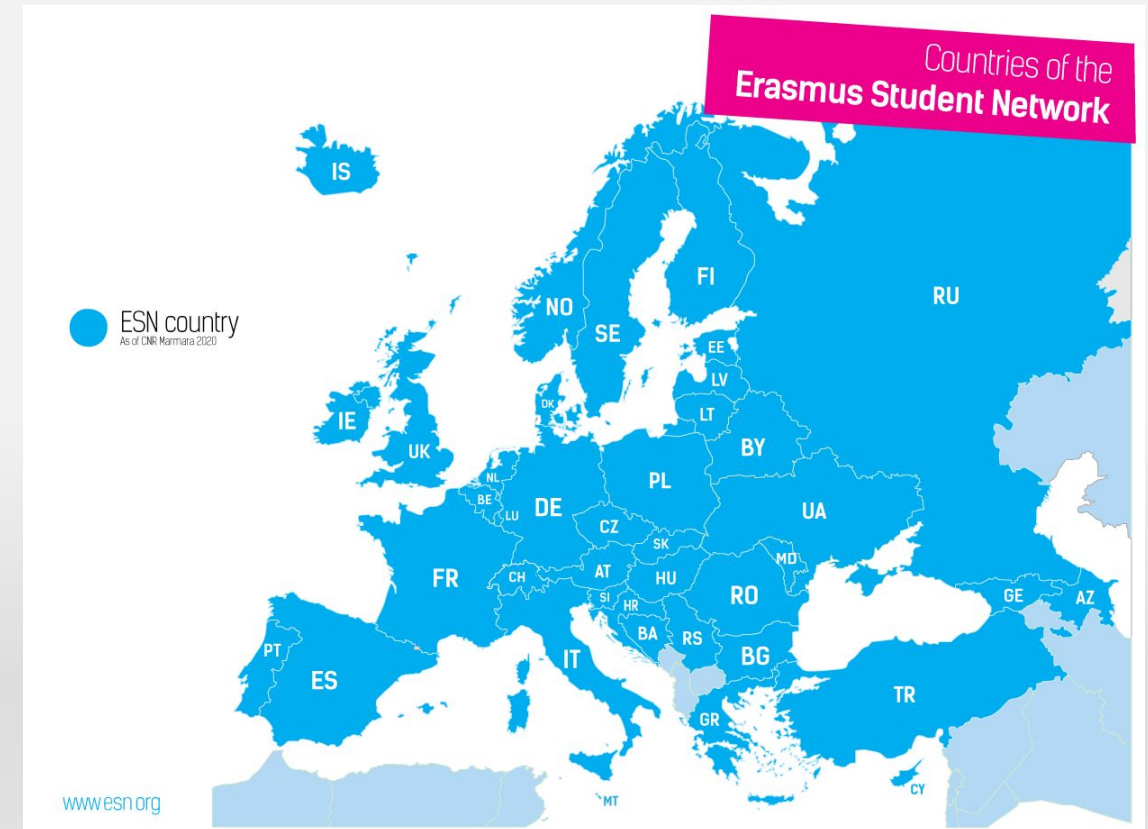 Countries of the
Erasmus Student Network
IS
FI
RU
NO
SE
ESN country
As of CNR Marmara 2020
EE
LV
DK
LT
IE
UK
BY
NL
PL
BE
DE
LU
UA
CZ
SK
MD
AT
FR
CH
HU
RO
GE
AZ
SI
HR
BA
RS
PT
BG
IT
ES
TR
GR
CY
MT
www.esn.org